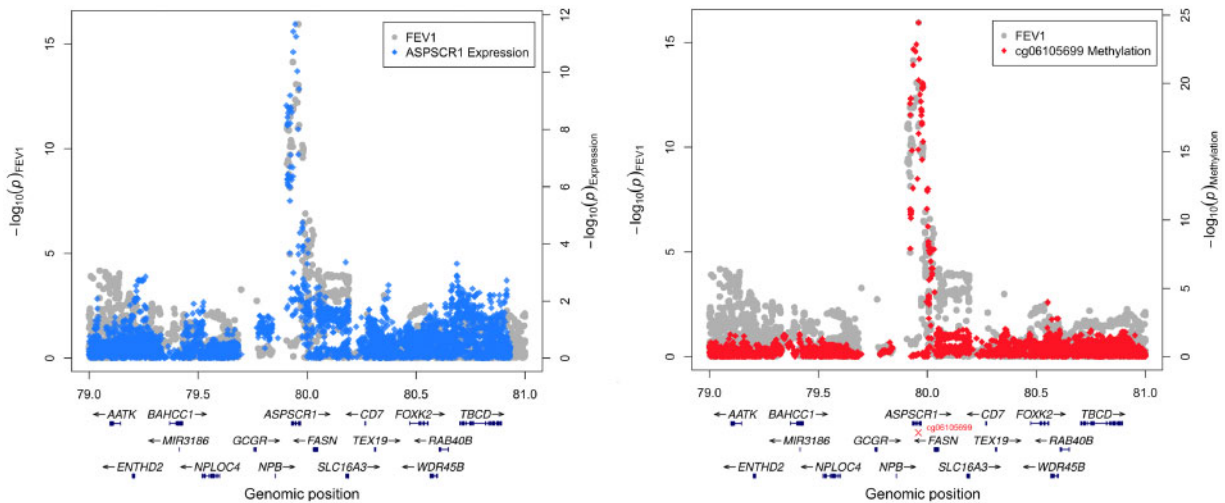 FEV1
ASPSCR1 Expression
−log10(p)FEV1
−log10(p)Expression
15
10
5
0
12
10
8
6
4
2
0
79.0 79.5 80.0 80.5 81.0
←AATK BAHCC1→ ASPSCR1→ ←CD7 FOXK2→ TBCD→
←MIR3186 GCGR→ ←FASN TEX19→ ←RAB40B
←ENTHD2 ←NPLOC4 NPB→ SLC16A3→ ←WDR45B
Genomic position
FEV1
cg06105699 Methylation
−log10(p)FEV1
−log10(p)Methylation
15
10
5
0
25
20
15
10
5
0
79.0 79.5 80.0 80.5 81.0
←AATK BAHCC1→ ASPSCR1→ ←CD7 FOXK2→ TBCD→
cg06105699
←MIR3186 GCGR→ ←FASN TEX19→ ←RAB40B
←ENTHD2 ←NPLOC4 NPB→ SLC16A3→ ←WDR45B
Genomic position